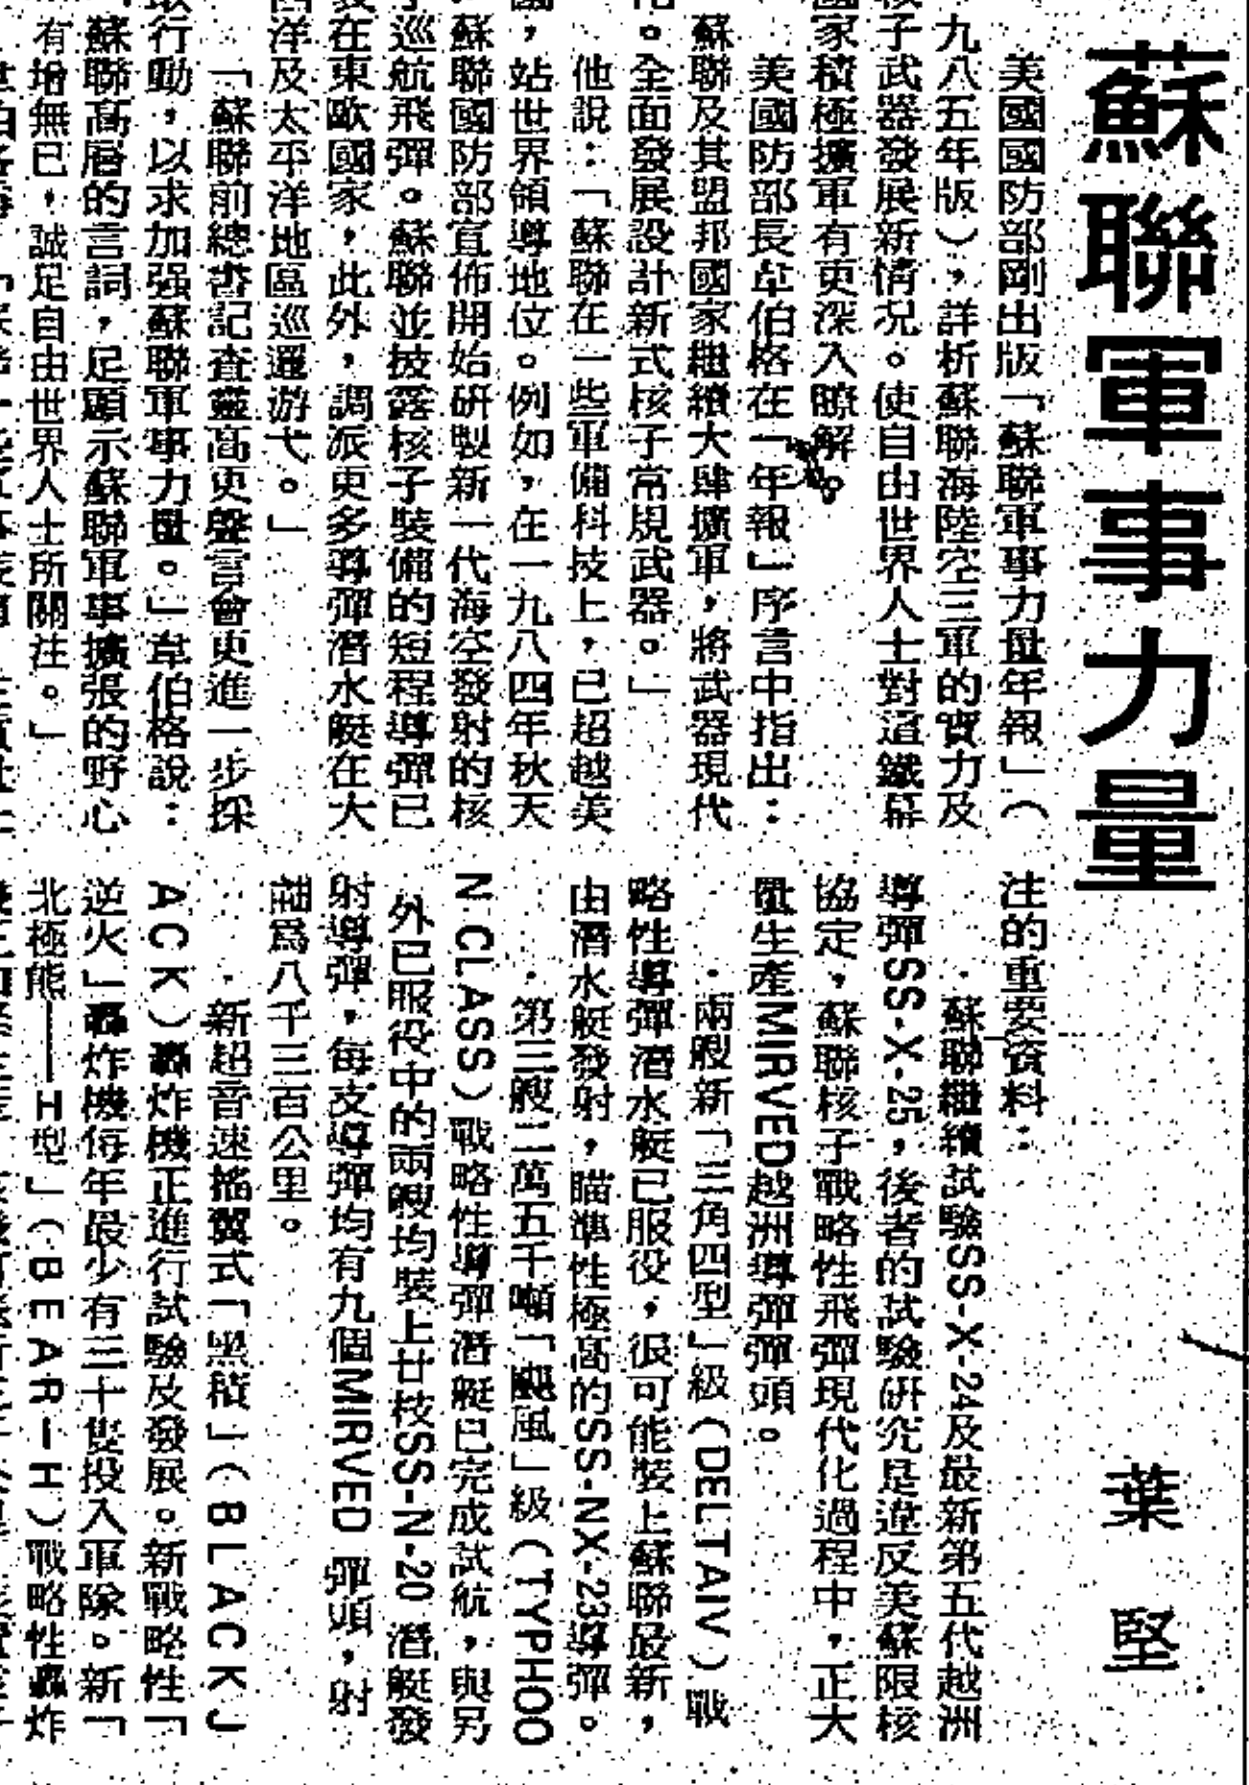 蘇聯軍事力量
葉堅
美國國防部剛出版「蘇聯軍事力量年報」（
九八五年版），詳析蘇聯海陸空三軍的實力及
核子武器發展新情況。使自由世界人士對這鐵幕
國家積極擴軍有更深入瞭解。
美國防部長韋伯格在「年報」序言中指出：
蘇聯及其盟邦國家繼續大肆擴軍，將武器現代
化。全面發展設計新式核子常規武器。」
他說：「蘇聯在一些軍備科技上，已超越美
國，站世界領導地位。例如，在一九八四年秋天
蘇聯國防部宣佈開始研製新一代海空發射的核
子巡航飛彈。蘇聯並披露核子裝備的短程導彈已
在東歐國家，此外，調派更多導彈潛水艇在大
西洋及太平洋地區巡邏游弋。」
「蘇聯前總書記查靈高更聲言會更進一步採
取行動，以求加强蘇聯軍事力量。」韋伯格說：
「蘇聯高層的言詞，足顯示蘇聯軍事擴張的野心
有增無已，誠足自由世界人士所關注。」
注的重要資料：
．蘇聯繼續試驗SS-X-24及最新第五代越洲
導彈SS-X-25，後者的試驗研究是違反美蘇限核
協定，蘇聯核子戰略性飛彈現代化過程中，正大
量生產MIRVED越洲導彈彈頭。
．兩艘新「三角四型」級（DELTAIV）戰
略性導彈潛水艇已服役，很可能裝上蘇聯最新，
由潛水艇發射，瞄準性極高的SS-NX-23導彈。
．第三艘二萬五千噸「颶風」級（TYPHOO
N CLASS）戰略性導彈潛艇已完成試航，與另
外已服役中的兩艘均裝上廿枝SS-N-20 潛艇發
射導彈，每支導彈均有九個MIRVED 彈頭，射
程爲八千三百公里。
．新超音速搖翼式「黑積」（BLACKJ
ACK）轟炸機正進行試驗及發展。新戰略性「
逆火」轟炸機每年最少有三十隻投入軍隊。新「
北極熊——H型」（BEAR－H）戰略性轟炸